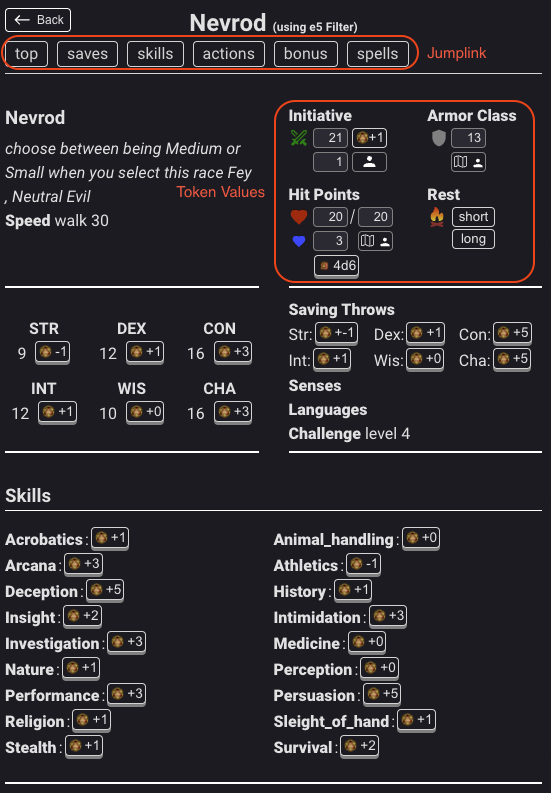 Back
Nevrod (using e5 Filter)
top saves skills actions bonus spells Jumplink
Nevrod
choose between being Medium or
Small when you select this race Fey
, Neutral Evil
Token Values
Speed walk 30
Initiative
21 +1
1
Armor Class
13
Hit Points
20 / 20
3
4d6
Rest
short
long
STR DEX CON
9 -1 12 +1 16 +3
INT WIS CHA
12 +1 10 +0 16 +3
Saving Throws
Str: +-1 Dex: +1 Con: +5
Int: +1 Wis: +0 Cha: +5
Senses
Languages
Challenge level 4
Skills
Acrobatics: +1
Arcana: +3
Deception: +5
Insight: +2
Investigation: +3
Nature: +1
Performance: +3
Religion: +1
Stealth: +1
Animal_handling: +0
Athletics: -1
History: +1
Intimidation: +3
Medicine: +0
Perception: +0
Persuasion: +5
Sleight_of_hand: +1
Survival: +2